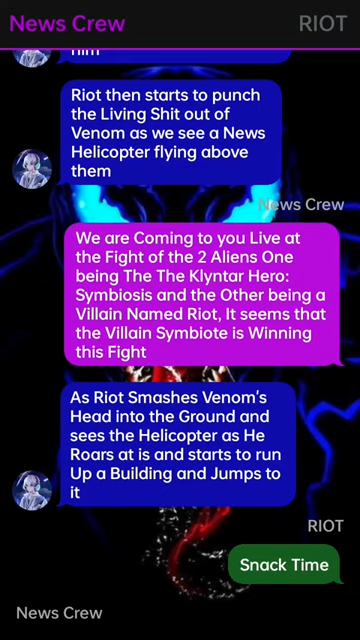 News Crew RIOT
him
Riot then starts to punch
the Living Shit out of
Venom as we see a News
Helicopter flying above
them
News Crew
We are Coming to you Live at
the Fight of the 2 Aliens One
being The The Klyntar Hero:
Symbiosis and the Other being a
Villain Named Riot, It seems that
the Villain Symbiote is Winning
this Fight
As Riot Smashes Venom's
Head into the Ground and
sees the Helicopter as He
Roars at is and starts to run
Up a Building and Jumps to
it
RIOT
Snack Time
News Crew